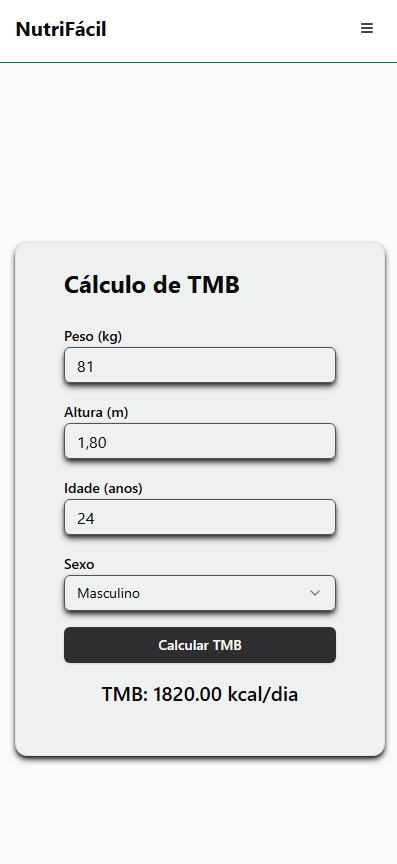 NutriFácil
Cálculo de TMB
Peso (kg)
81
Altura (m)
1,80
Idade (anos)
24
Sexo
Masculino
Calcular TMB
TMB: 1820.00 kcal/dia